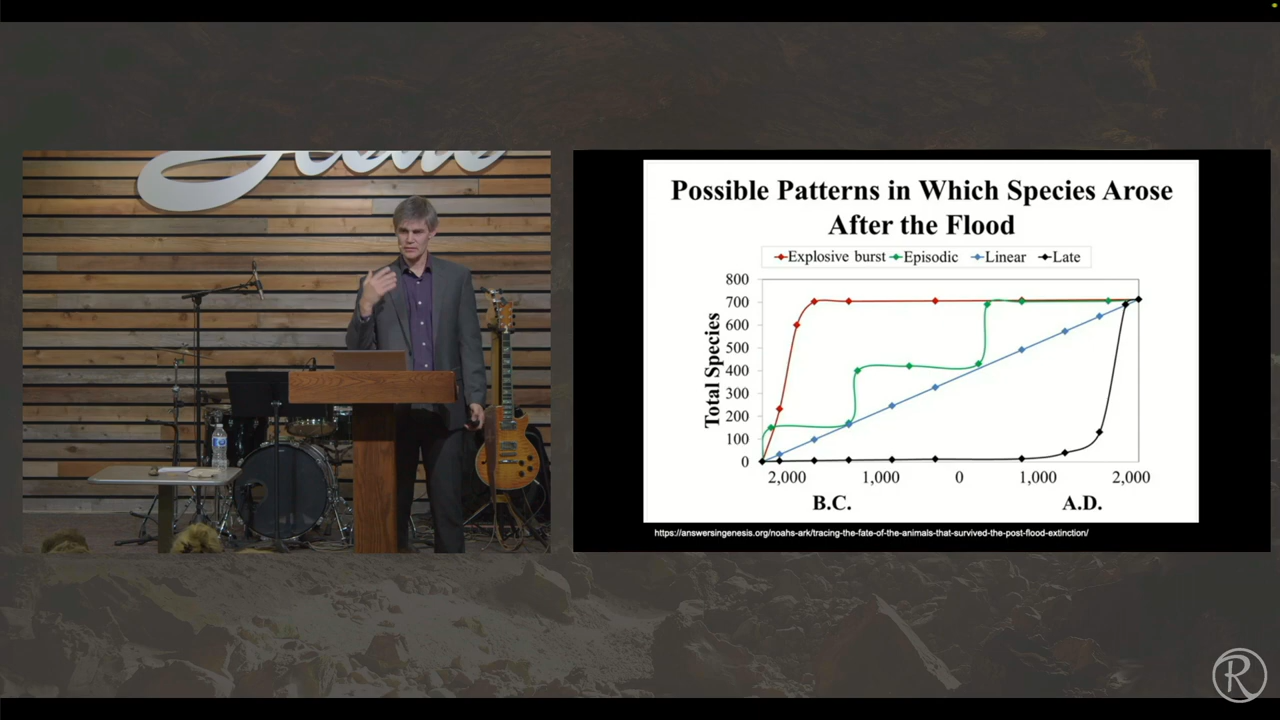 Possible Patterns in Which Species Arose
After the Flood
Explosive burst Episodic Linear Late
Total Species
800
700
600
500
400
300
200
100
0
2,000 1,000 0 1,000 2,000
B.C. A.D.
https://answersingenesis.org/noahs-ark/tracing-the-fate-of-the-animals-that-survived-the-post-flood-extinction/
R